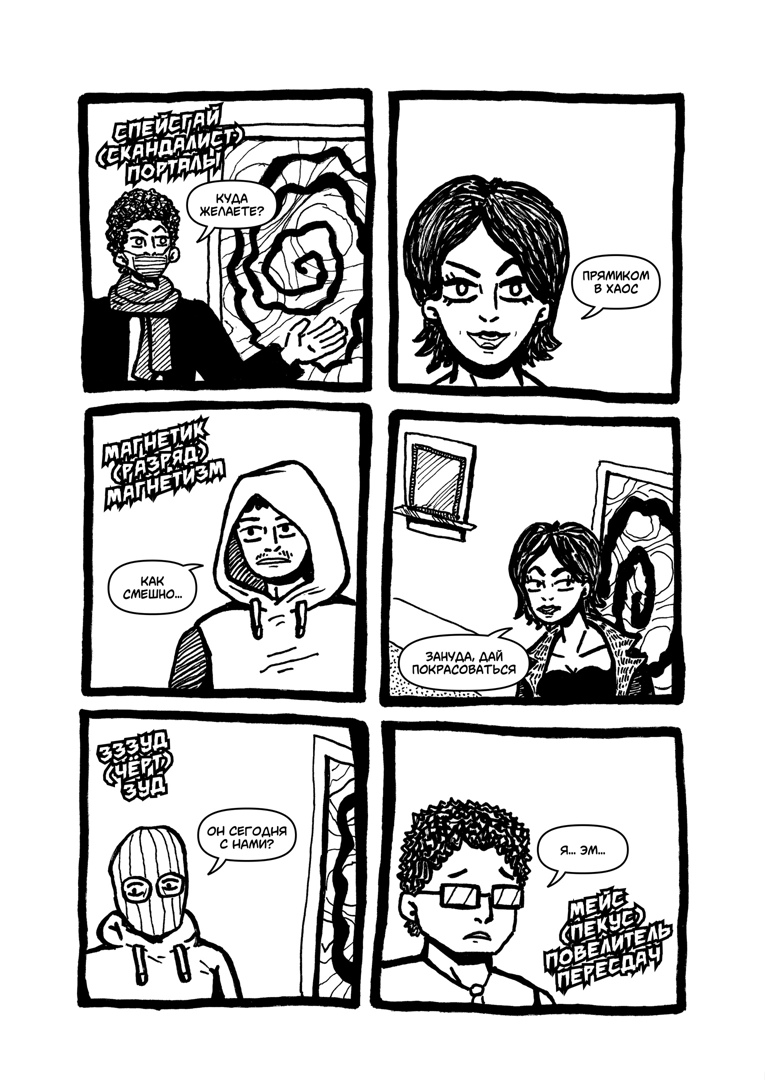 СПЕЙСГАЙ
(СКАНДАЛИСТ)
ПОРТАЛЫ
КУДА
ЖЕЛАЕТЕ?
ПРЯМИКОМ
В ХАОС
МАГНЕТИК
(РАЗРЯД)
МАГНЕТИЗМ
КАК
СМЕШНО...
ЗАНУДА, ДАЙ
ПОКРАСОВАТЬСЯ
ЗЗЗУД
(ЧЁРТ)
ЗУД
ОН СЕГОДНЯ
С НАМИ?
Я... ЭМ...
МЕЙС
(ПЕКУС)
ПОВЕЛИТЕЛЬ
ПЕРЕСДАЧ